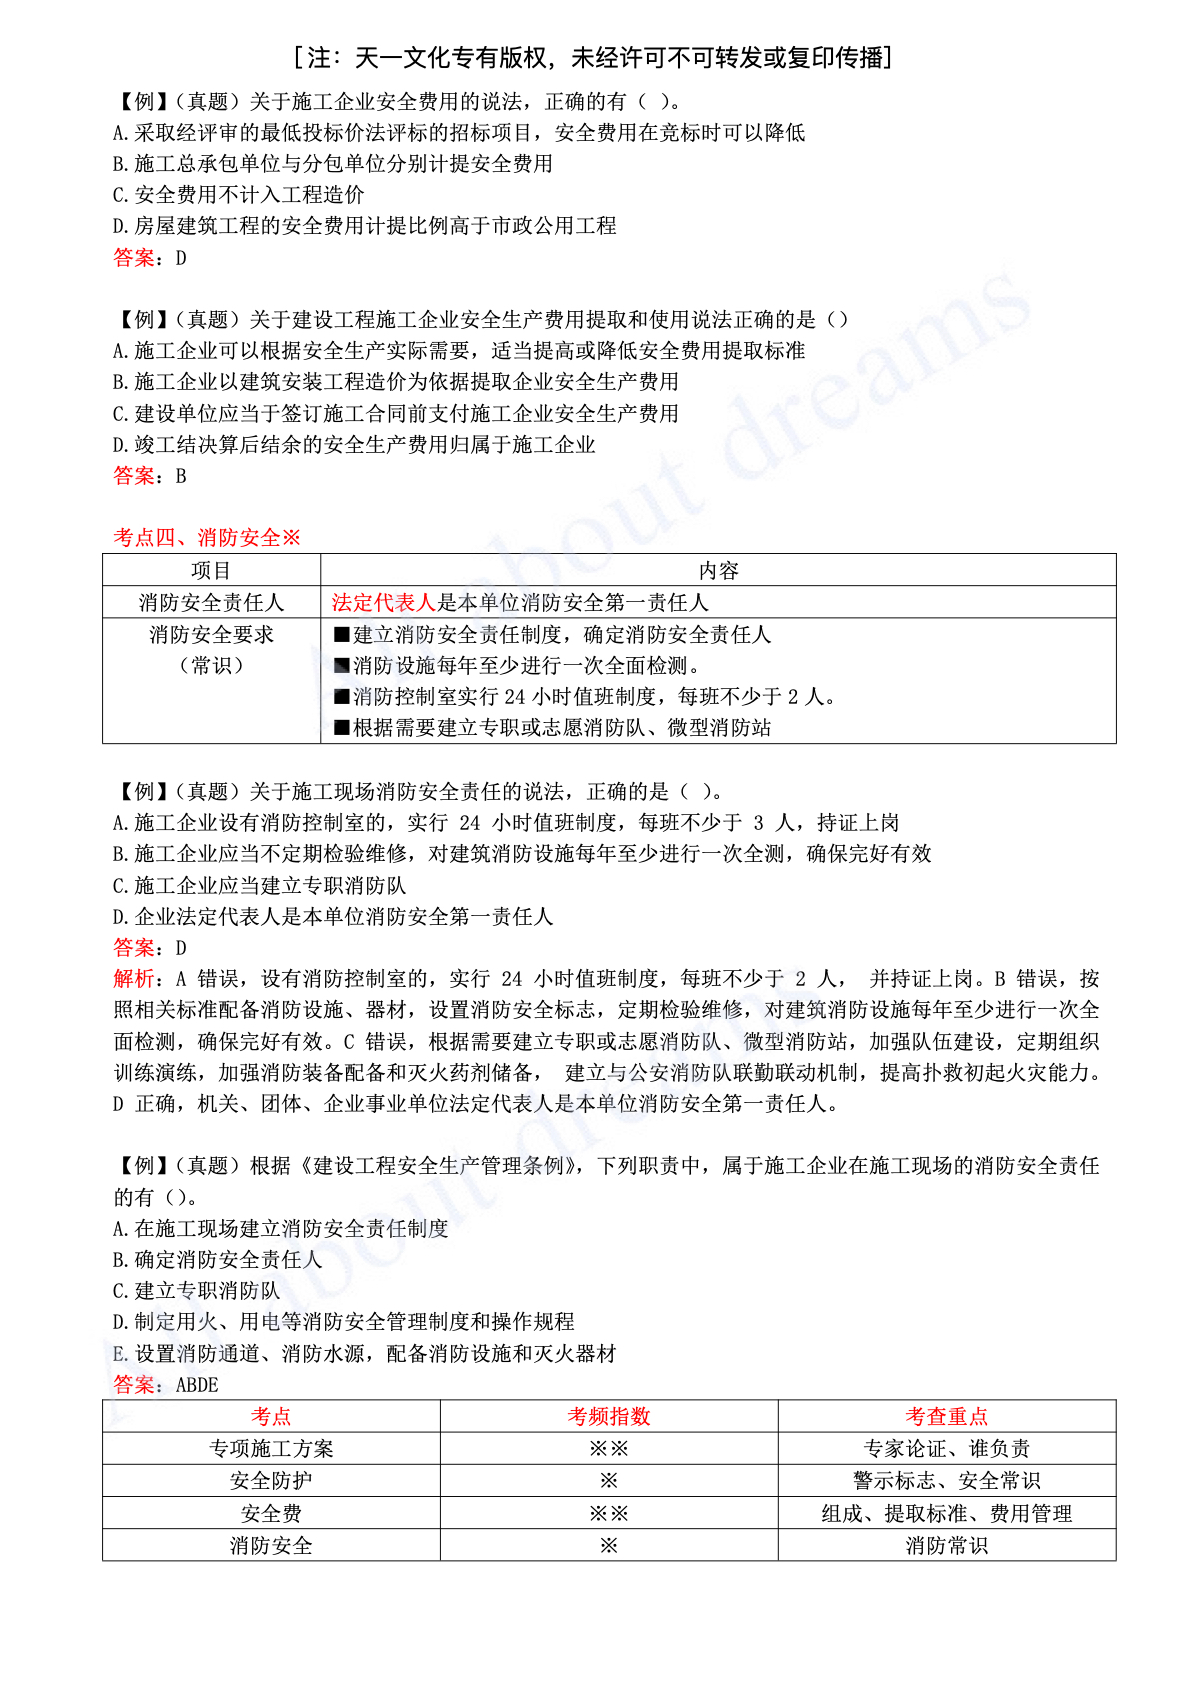 [注：天一文化专有版权，未经许可不可转发或复印传播]
【例】（真题）关于施工企业安全费用的说法，正确的有（ ）。
A.采取经评审的最低投标价法评标的招标项目，安全费用在竞标时可以降低
B.施工总承包单位与分包单位分别计提安全费用
C.安全费用不计入工程造价
D.房屋建筑工程的安全费用计提比例高于市政公用工程
答案：D
【例】（真题）关于建设工程施工企业安全生产费用提取和使用说法正确的是（）
A.施工企业可以根据安全生产实际需要，适当提高或降低安全费用提取标准
B.施工企业以建筑安装工程造价为依据提取企业安全生产费用
C.建设单位应当于签订施工合同前支付施工企业安全生产费用
D.竣工结决算后结余的安全生产费用归属于施工企业
答案：B
考点四、消防安全※
项目 内容
消防安全责任人 法定代表人是本单位消防安全第一责任人
消防安全要求 ■建立消防安全责任制度，确定消防安全责任人
（常识） ■消防设施每年至少进行一次全面检测。
■消防控制室实行24小时值班制度，每班不少于2人。
■根据需要建立专职或志愿消防队、微型消防站
【例】（真题）关于施工现场消防安全责任的说法，正确的是（ ）。
A.施工企业设有消防控制室的，实行 24 小时值班制度，每班不少于 3 人，持证上岗
B.施工企业应当不定期检验维修，对建筑消防设施每年至少进行一次全测，确保完好有效
C.施工企业应当建立专职消防队
D.企业法定代表人是本单位消防安全第一责任人
答案：D
解析：A 错误，设有消防控制室的，实行 24 小时值班制度，每班不少于 2 人， 并持证上岗。B 错误，按
照相关标准配备消防设施、器材，设置消防安全标志，定期检验维修，对建筑消防设施每年至少进行一次全
面检测，确保完好有效。C 错误，根据需要建立专职或志愿消防队、微型消防站，加强队伍建设，定期组织
训练演练，加强消防装备配备和灭火药剂储备， 建立与公安消防队联勤联动机制，提高扑救初起火灾能力。
D 正确，机关、团体、企业事业单位法定代表人是本单位消防安全第一责任人。
【例】（真题）根据《建设工程安全生产管理条例》，下列职责中，属于施工企业在施工现场的消防安全责任
的有（）。
A.在施工现场建立消防安全责任制度
B.确定消防安全责任人
C.建立专职消防队
D.制定用火、用电等消防安全管理制度和操作规程
E.设置消防通道、消防水源，配备消防设施和灭火器材
答案：ABDE
考点 考频指数 考查重点
专项施工方案 ※※ 专家论证、谁负责
安全防护 ※ 警示标志、安全常识
安全费 ※※ 组成、提取标准、费用管理
消防安全 ※ 消防常识
All about dreams
All about dreams